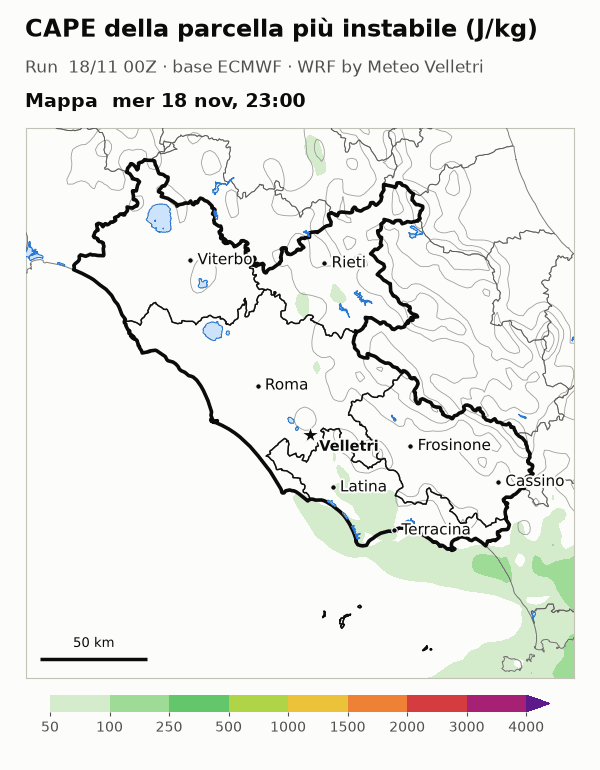 CAPE della parcella più instabile (J/kg)
Run 18/11 00Z · base ECMWF · WRF by Meteo Velletri
Mappa mer 18 nov, 23:00
Viterbo
Rieti
Roma
Velletri
Frosinone
Latina
Cassino
Terracina
50 km
50 100 250 500 1000 1500 2000 3000 4000